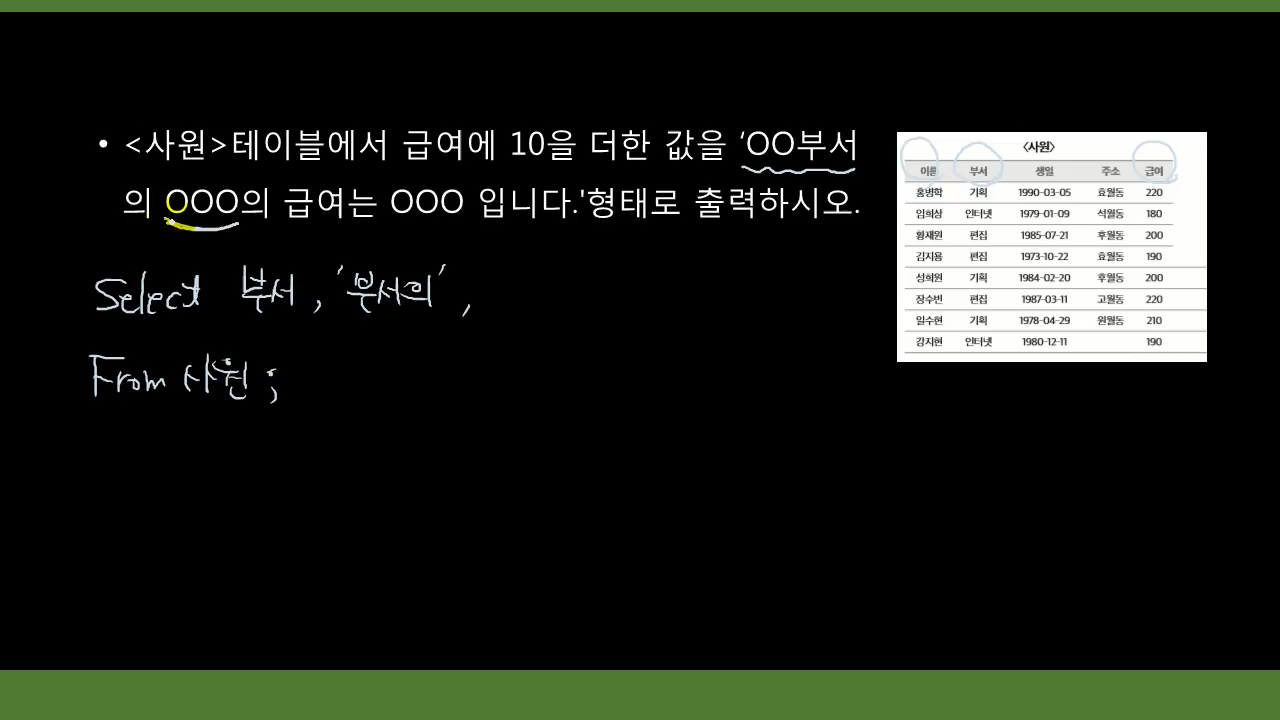 • <사원>테이블에서 급여에 10을 더한 값을 'OO부서
의 OOO의 급여는 OOO 입니다.'형태로 출력하시오.
Select 부서 , '부서의' ,
From 사원 ;
<사원>
이름 부서 생일 주소 급여
홍병학 기획 1990-03-05 효월동 220
임희상 인터넷 1979-01-09 석월동 180
황재원 편집 1985-07-21 후월동 200
김지용 편집 1973-10-22 효월동 190
성희원 기획 1984-02-20 후월동 200
장수빈 편집 1987-03-11 고월동 220
일수현 기획 1978-04-29 원월동 210
강지현 인터넷 1980-12-11 190